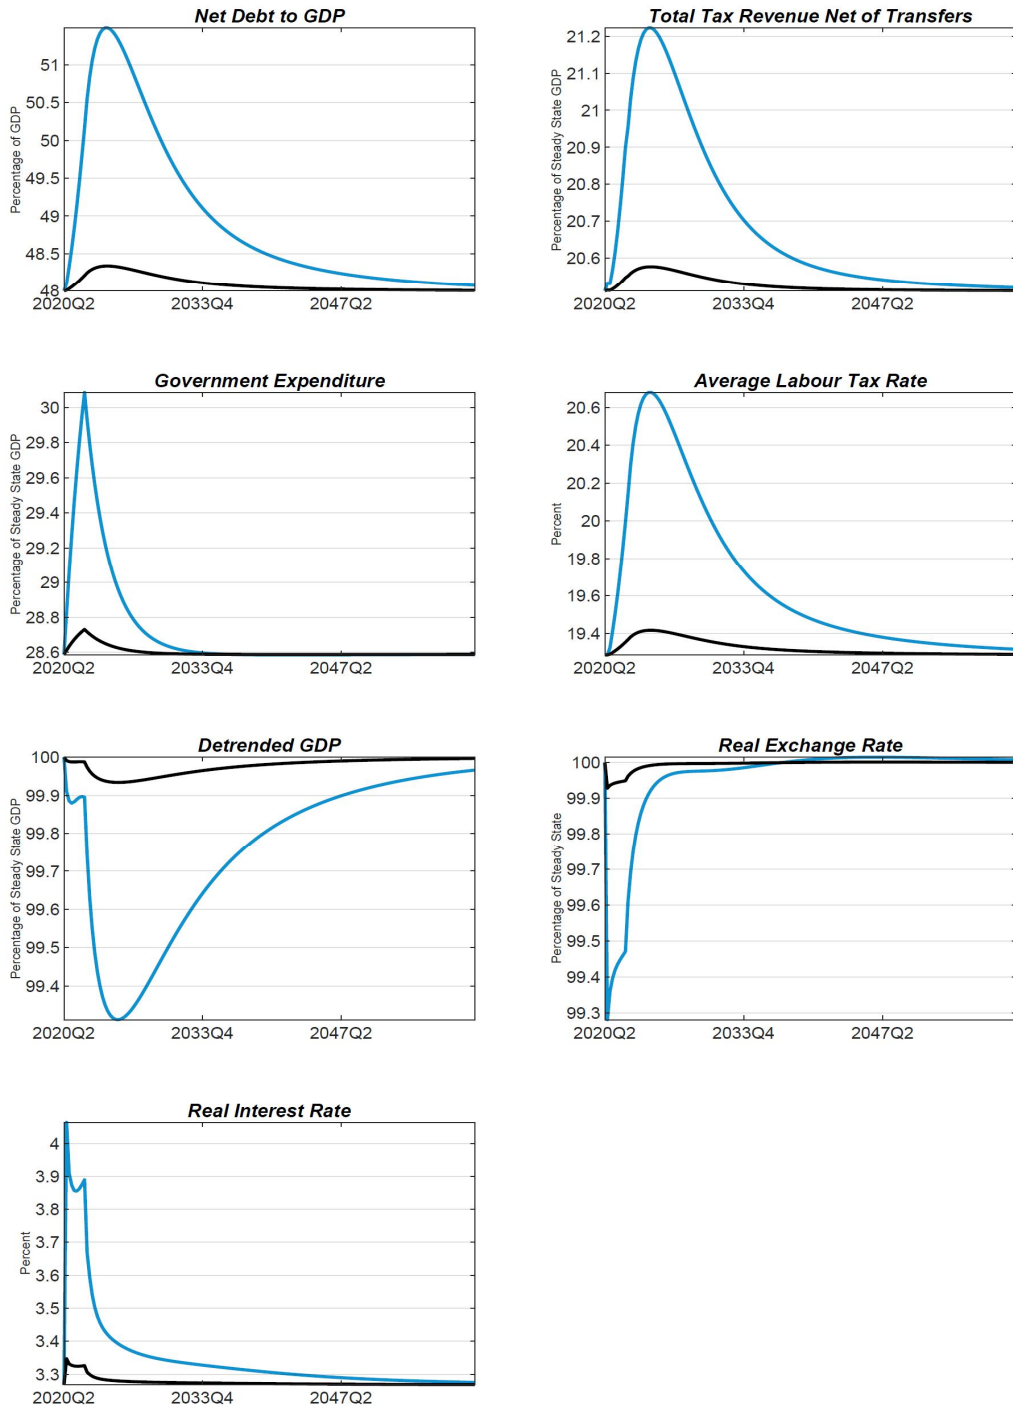 Net Debt to GDP
Percentage of GDP
51
50.5
50
49.5
49
48.5
48
2020Q2 2033Q4 2047Q2
Total Tax Revenue Net of Transfers
Percentage of Steady State GDP
21.2
21.1
21
20.9
20.8
20.7
20.6
2020Q2 2033Q4 2047Q2
Government Expenditure
Percentage of Steady State GDP
30
29.8
29.6
29.4
29.2
29
28.8
28.6
2020Q2 2033Q4 2047Q2
Average Labour Tax Rate
Percent
20.6
20.4
20.2
20
19.8
19.6
19.4
2020Q2 2033Q4 2047Q2
Detrended GDP
Percentage of Steady State GDP
100
99.9
99.8
99.7
99.6
99.5
99.4
2020Q2 2033Q4 2047Q2
Real Exchange Rate
Percentage of Steady State
100
99.9
99.8
99.7
99.6
99.5
99.4
99.3
2020Q2 2033Q4 2047Q2
Real Interest Rate
Percent
4
3.9
3.8
3.7
3.6
3.5
3.4
3.3
2020Q2 2033Q4 2047Q2